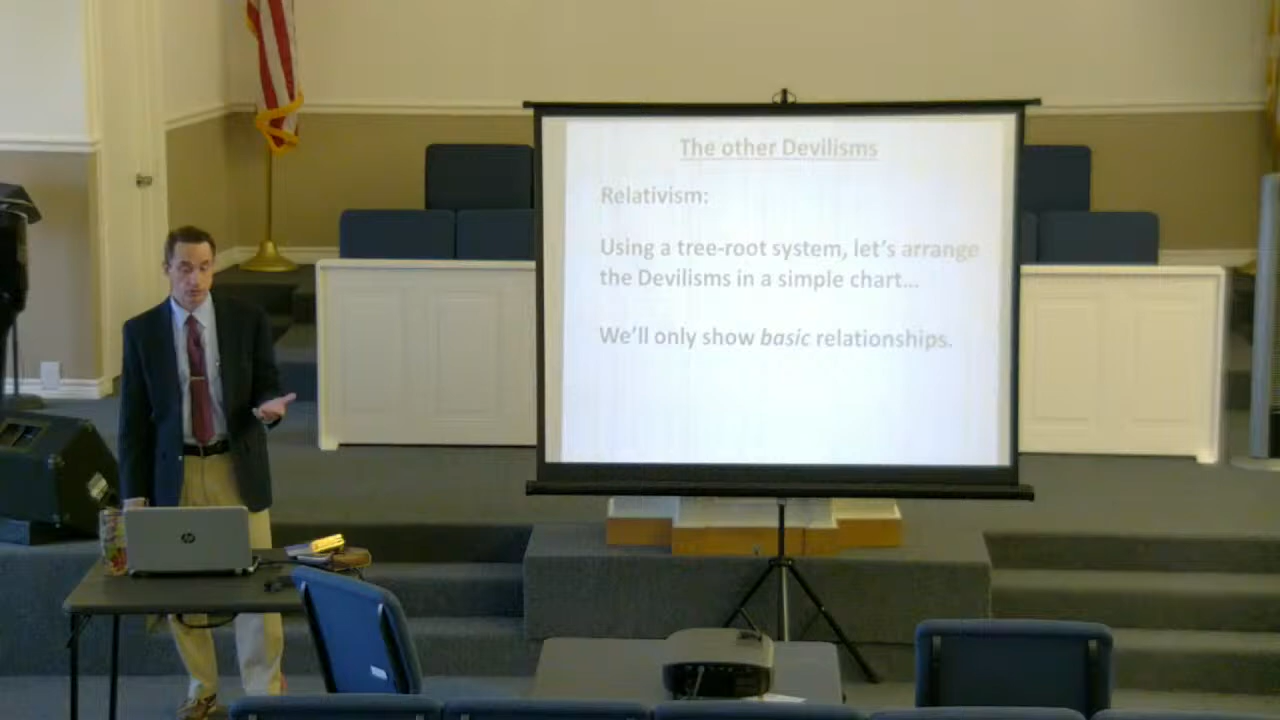 The other Devilisms
Relativism:
Using a tree-root system, let's arrange
the Devilisms in a simple chart...
We'll only show basic relationships.
hp